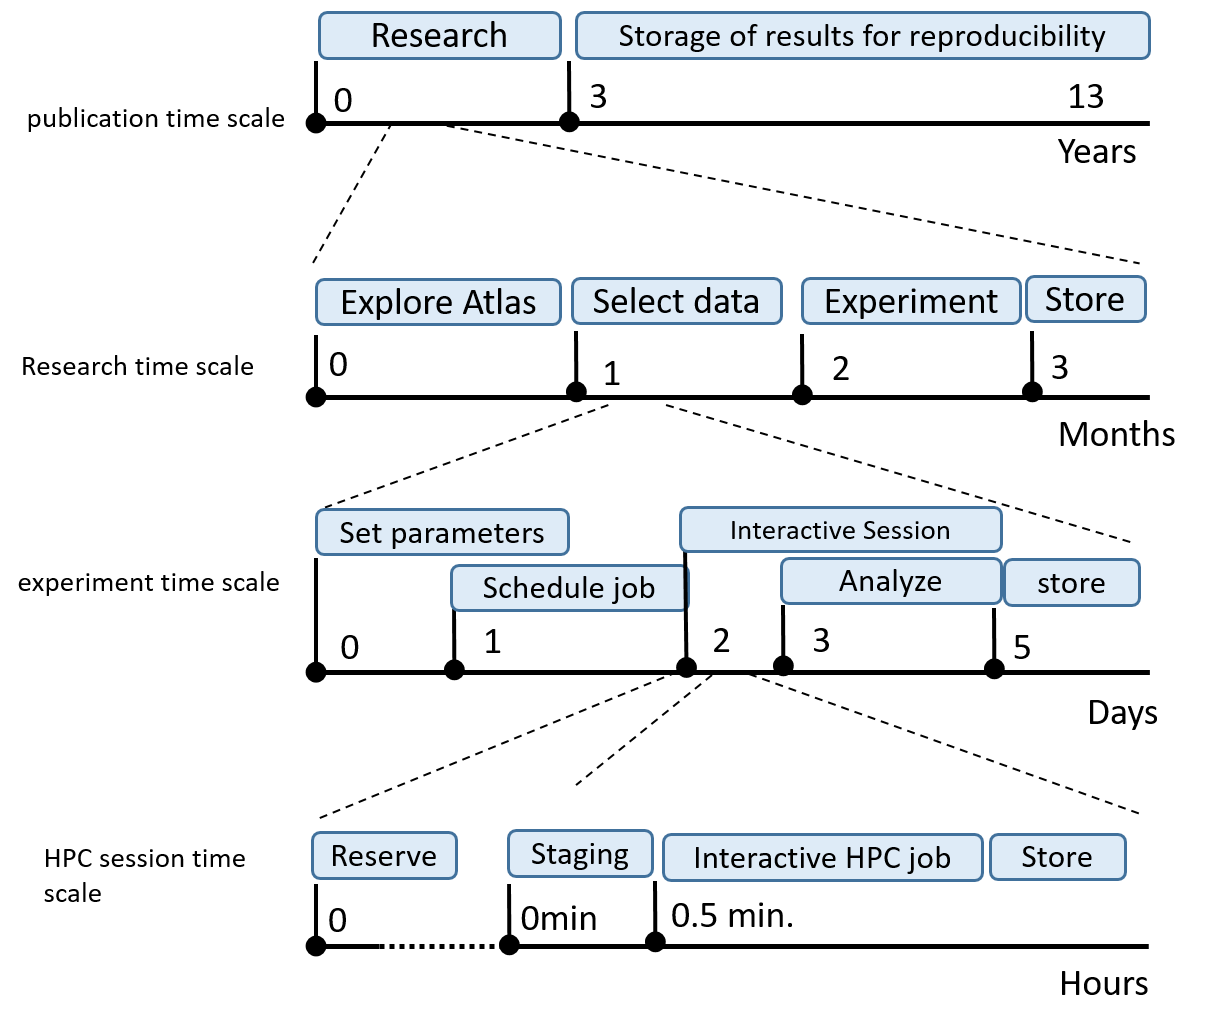 Research
Storage of results for reproducibility
0
3
13
publication time scale
Years
Explore Atlas
Select data
Experiment
Store
Research time scale
0
1
2
3
Months
Set parameters
Interactive Session
Schedule job
Analyze
store
experiment time scale
0
1
2
3
5
Days
Reserve
Staging
Interactive HPC job
Store
HPC session time
scale
0
0min
0.5 min.
Hours